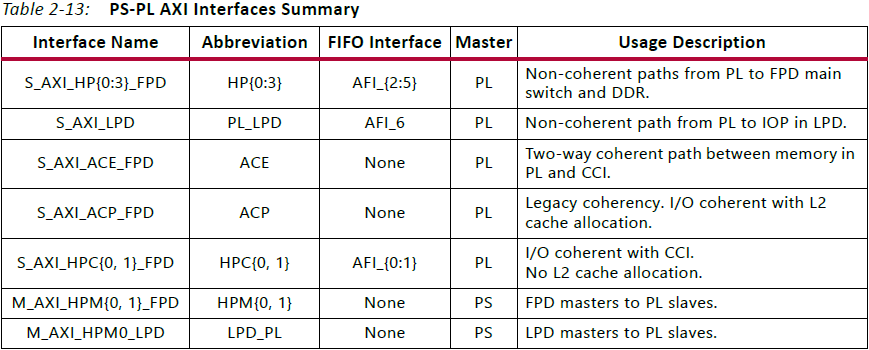 Table 2-13: PS-PL AXI Interfaces Summary
Interface Name Abbreviation FIFO Interface Master Usage Description
S_AXI_HP{0:3}_FPD HP{0:3} AFI_{2:5} PL Non-coherent paths from PL to FPD main
switch and DDR.
S_AXI_LPD PL_LPD AFI_6 PL Non-coherent path from PL to IOP in LPD.
S_AXI_ACE_FPD ACE None PL Two-way coherent path between memory in
PL and CCI.
S_AXI_ACP_FPD ACP None PL Legacy coherency. I/O coherent with L2
cache allocation.
S_AXI_HPC{0, 1}_FPD HPC{0, 1} AFI_{0:1} PL I/O coherent with CCI.
No L2 cache allocation.
M_AXI_HPM{0, 1}_FPD HPM{0, 1} None PS FPD masters to PL slaves.
M_AXI_HPM0_LPD LPD_PL None PS LPD masters to PL slaves.